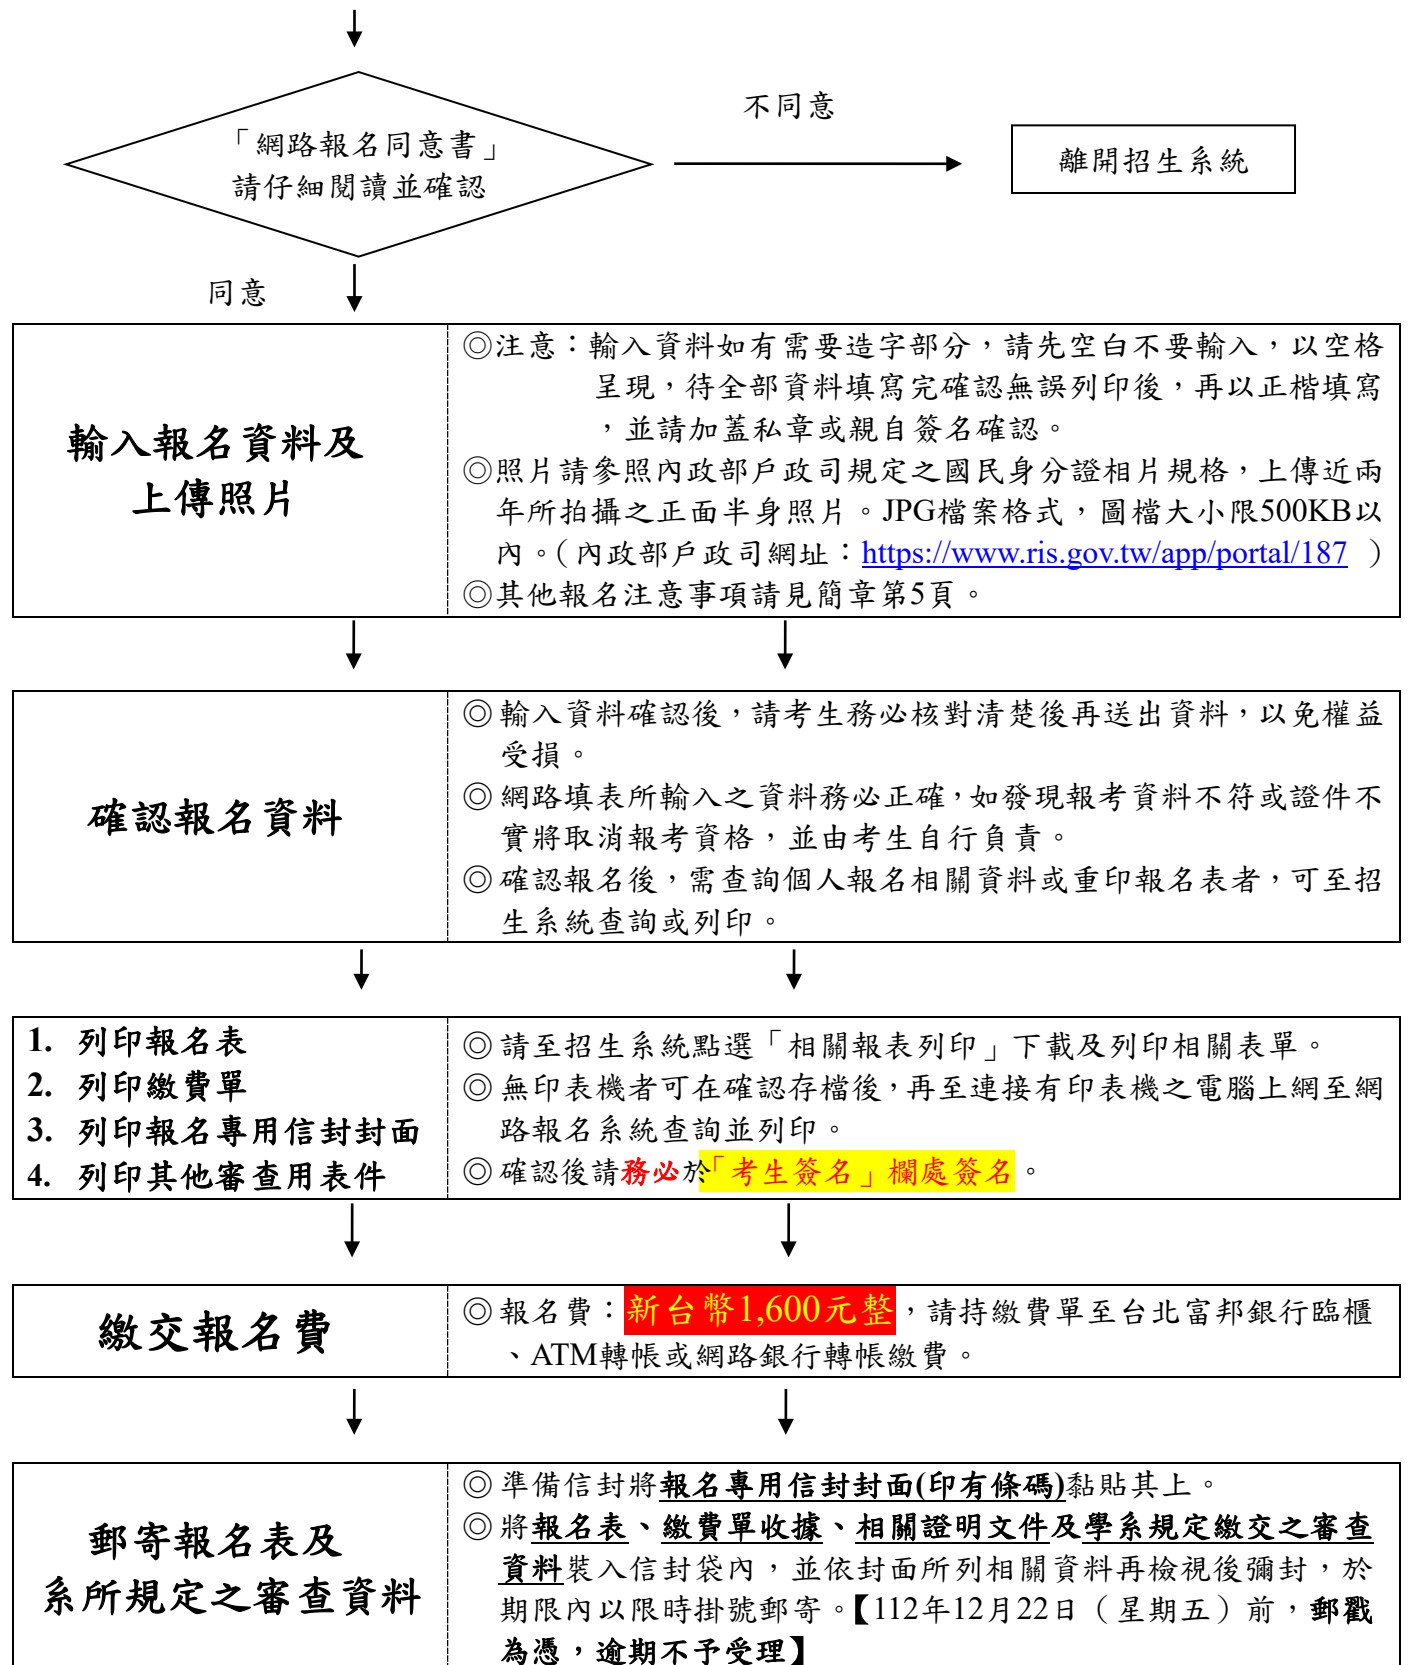 「網路報名同意書」
請仔細閱讀並確認
不同意
離開招生系統
同意
輸入報名資料及
上傳照片
◎注意：輸入資料如有需要造字部分，請先空白不要輸入，以空格
呈現，待全部資料填寫完確認無誤列印後，再以正楷填寫
，並請加蓋私章或親自簽名確認。
◎照片請參照內政部戶政司規定之國民身分證相片規格，上傳近兩
年所拍攝之正面半身照片。JPG檔案格式，圖檔大小限500KB以
內。（內政部戶政司網址：https://www.ris.gov.tw/app/portal/187 ）
◎其他報名注意事項請見簡章第5頁。
確認報名資料
◎輸入資料確認後，請考生務必核對清楚後再送出資料，以免權益
受損。
◎網路填表所輸入之資料務必正確，如發現報考資料不符或證件不
實將取消報考資格，並由考生自行負責。
◎確認報名後，需查詢個人報名相關資料或重印報名表者，可至招
生系統查詢或列印。
1. 列印報名表
2. 列印繳費單
3. 列印報名專用信封封面
4. 列印其他審查用表件
◎請至招生系統點選「相關報表列印」下載及列印相關表單。
◎無印表機者可在確認存檔後，再至連接有印表機之電腦上網至網
路報名系統查詢並列印。
◎確認後請務必於「考生簽名」欄處簽名。
繳交報名費
◎報名費：新台幣1,600元整，請持繳費單至台北富邦銀行臨櫃
、ATM轉帳或網路銀行轉帳繳費。
郵寄報名表及
系所規定之審查資料
◎準備信封將報名專用信封封面(印有條碼)黏貼其上。
◎將報名表、繳費單收據、相關證明文件及學系規定繳交之審查
資料裝入信封袋內，並依封面所列相關資料再檢視後彌封，於
期限內以限時掛號郵寄。【112年12月22日（星期五）前，郵戳
為憑，逾期不予受理】